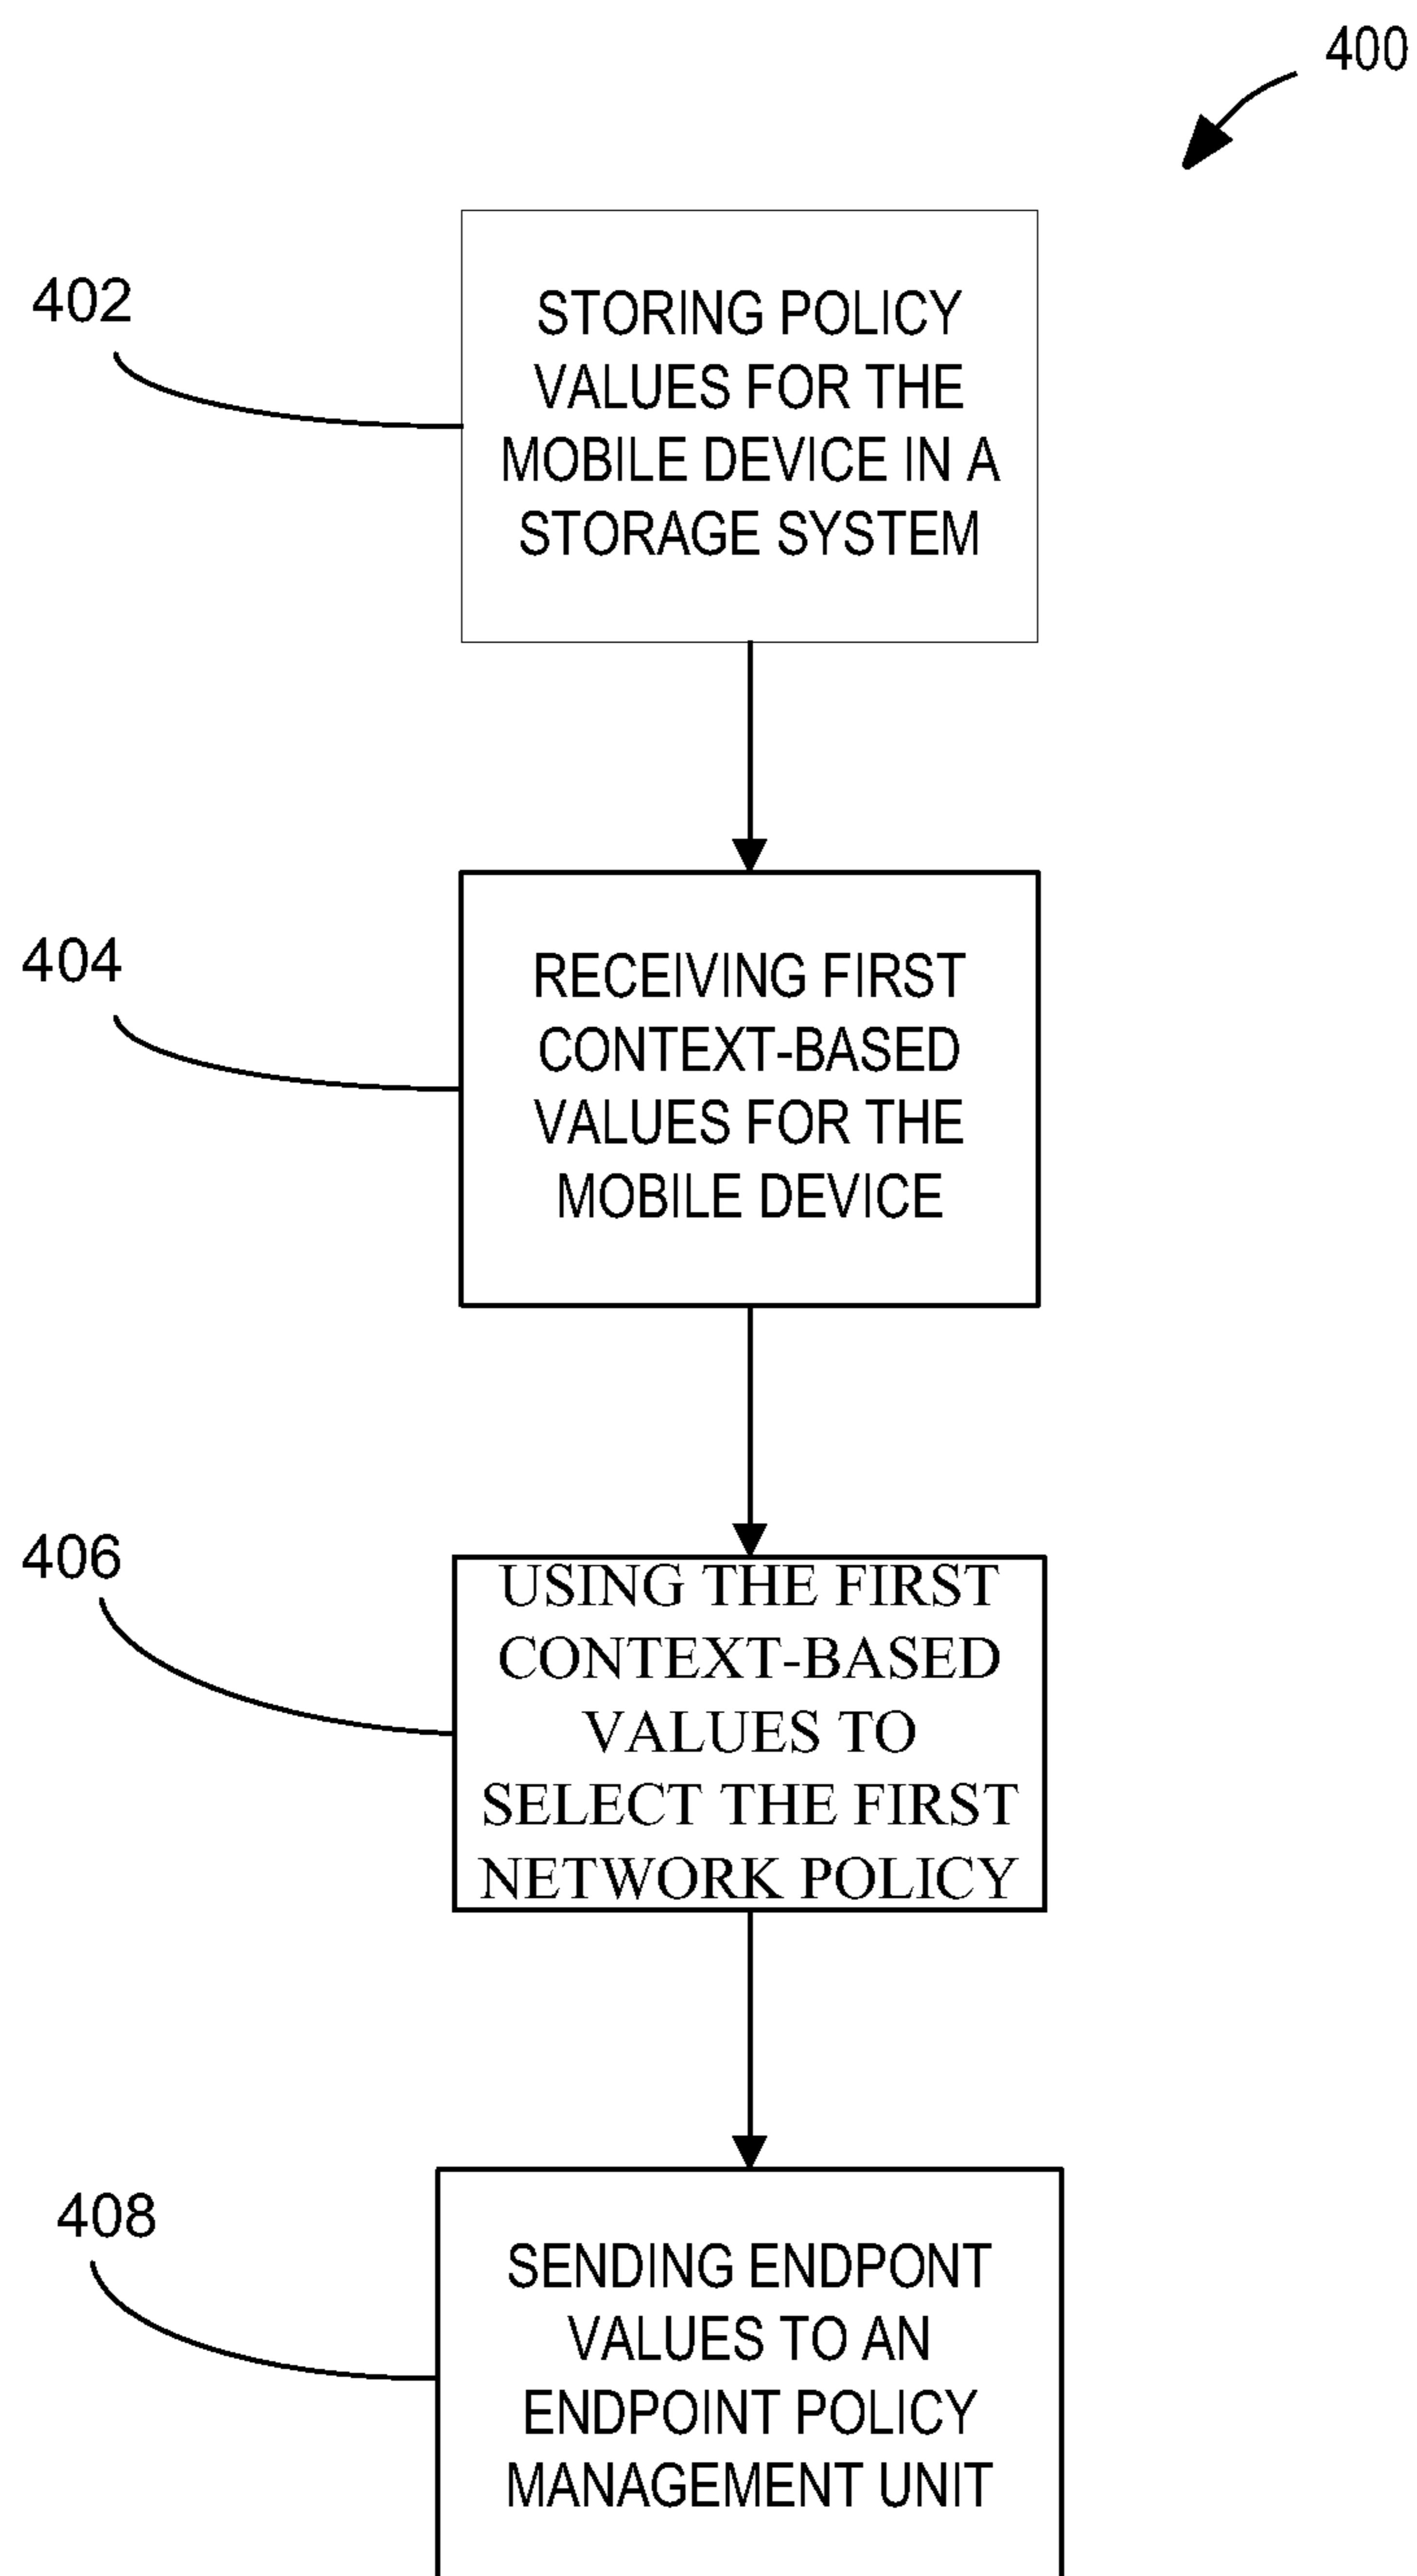 400
402
STORING POLICY
VALUES FOR THE
MOBILE DEVICE IN A
STORAGE SYSTEM
404
RECEIVING FIRST
CONTEXT-BASED
VALUES FOR THE
MOBILE DEVICE
406
USING THE FIRST
CONTEXT-BASED
VALUES TO
SELECT THE FIRST
NETWORK POLICY
408
SENDING ENDPONT
VALUES TO AN
ENDPOINT POLICY
MANAGEMENT UNIT